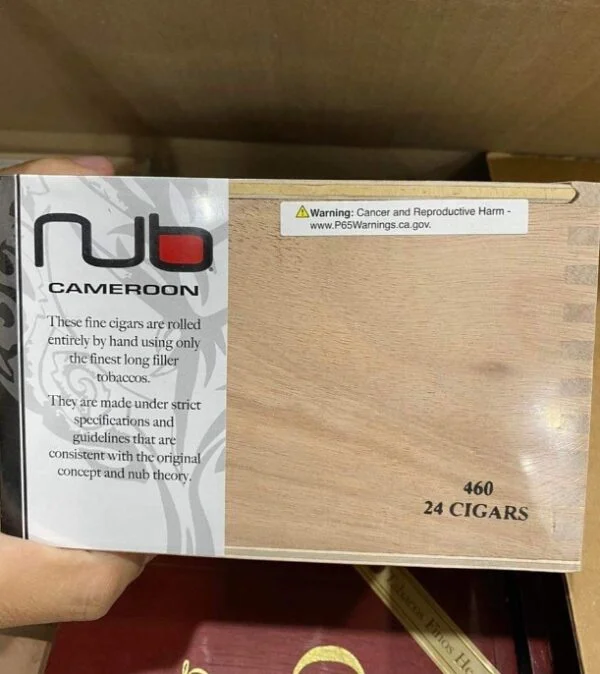 nub
CAMEROON
These fine cigars are rolled
entirely by hand using only
the finest long filler
tobaccos.
They are made under strict
specifications and
guidelines that are
consistent with the original
concept and nub theory.
Warning: Cancer and Reproductive Harm -
www.P65Warnings.ca.gov.
460
24 CIGARS
Finos